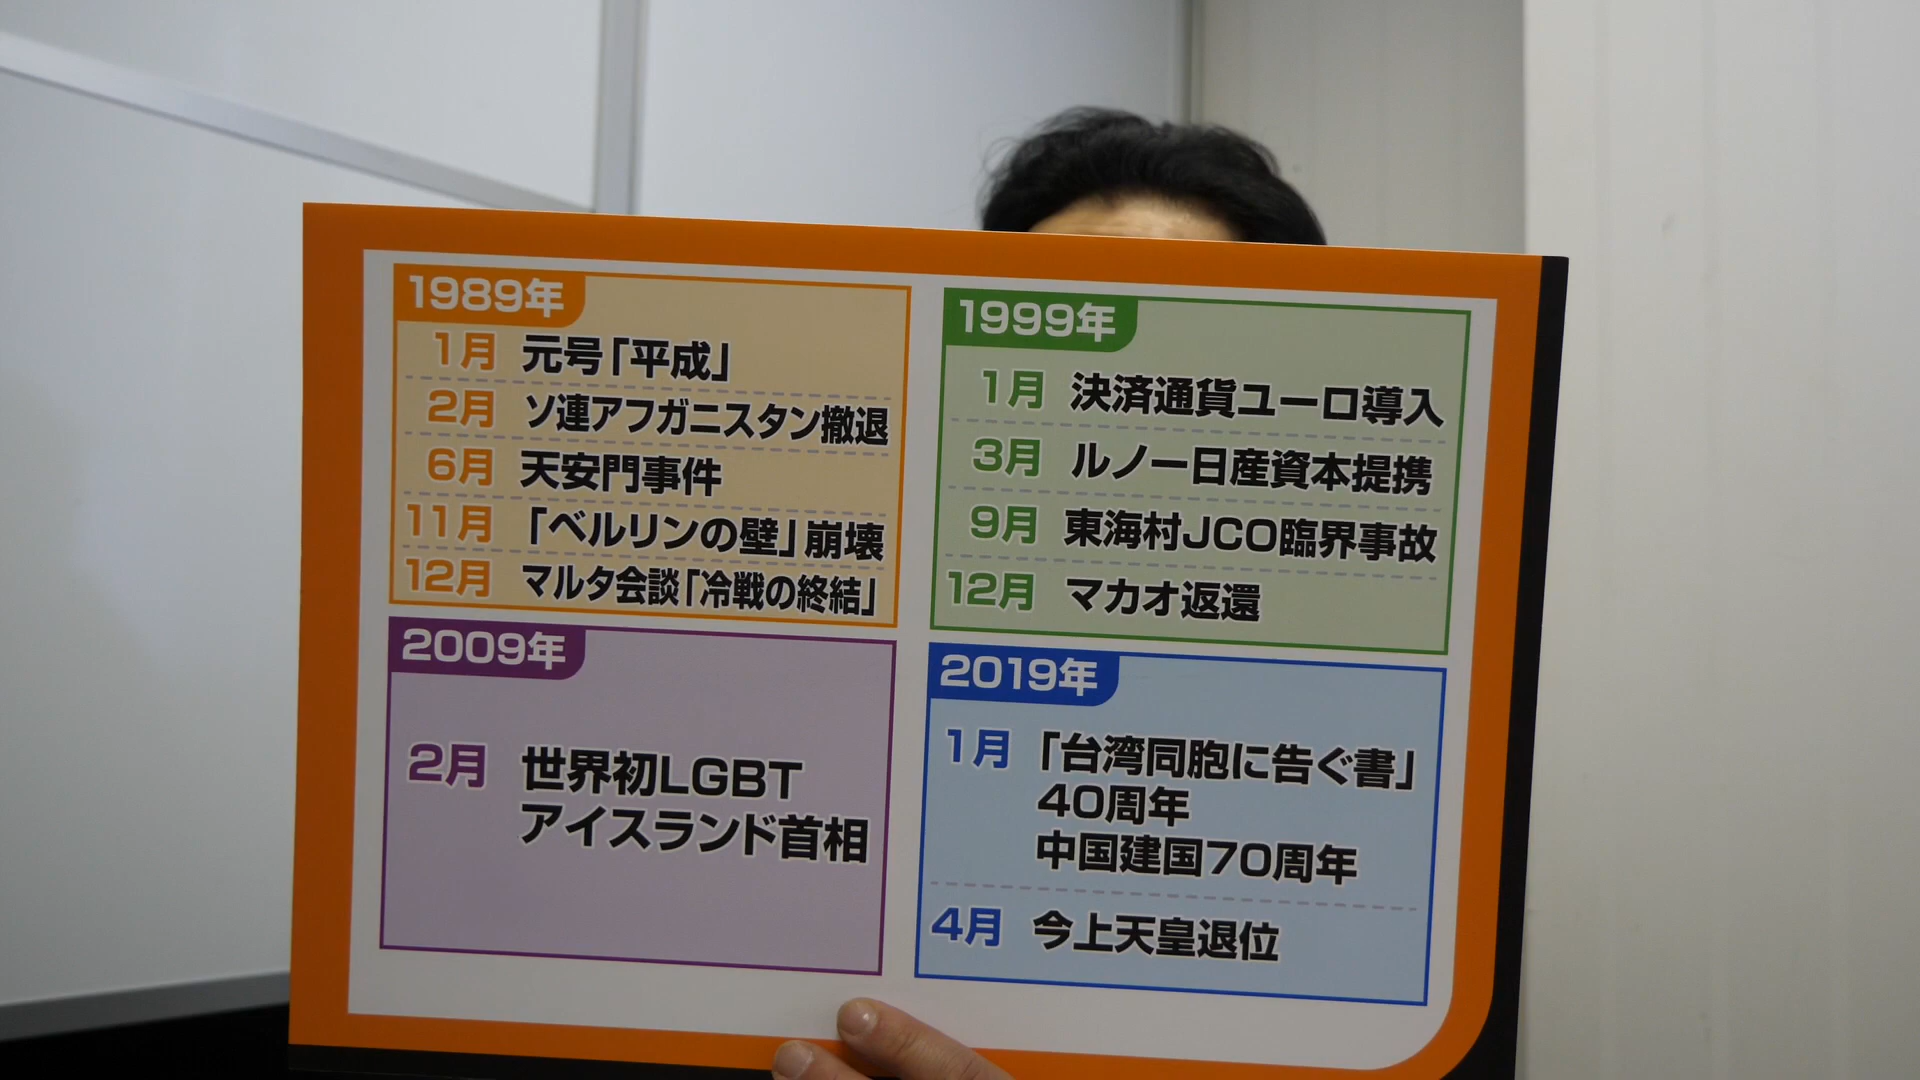 1989年
1月 元号「平成」
2月 ソ連アフガニスタン撤退
6月 天安門事件
11月 「ベルリンの壁」崩壊
12月 マルタ会談「冷戦の終結」
1999年
1月 決済通貨ユーロ導入
3月 ルノー日産資本提携
9月 東海村JCO臨界事故
12月 マカオ返還
2009年
2月 世界初LGBT
アイスランド首相
2019年
1月 「台湾同胞に告ぐ書」
40周年
中国建国70周年
4月 今上天皇退位